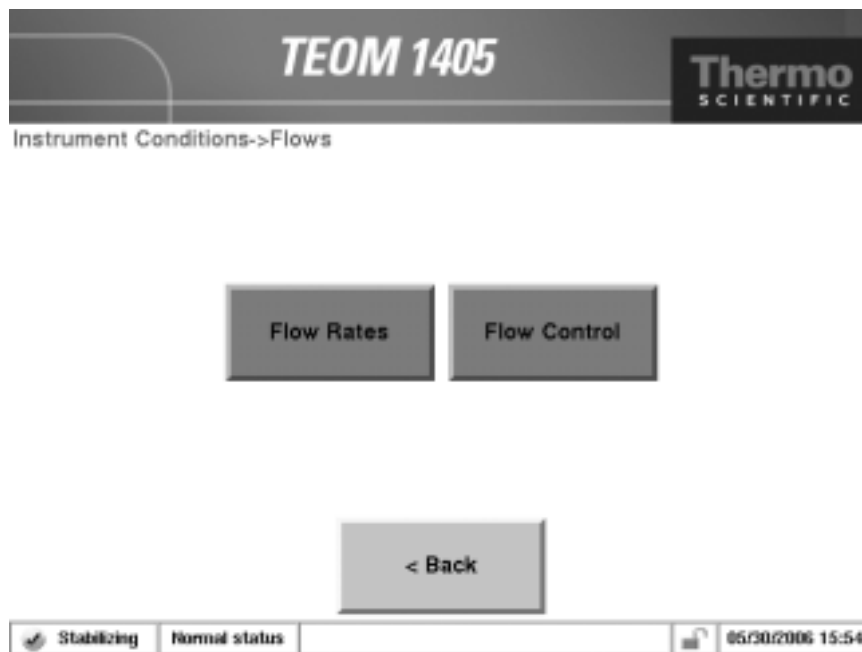 TEOM 1405
Thermo
SCIENTIFIC
Instrument Conditions->Flows
Flow Rates
Flow Control
< Back
Stabilizing
Normal status
05/30/2006 15:54